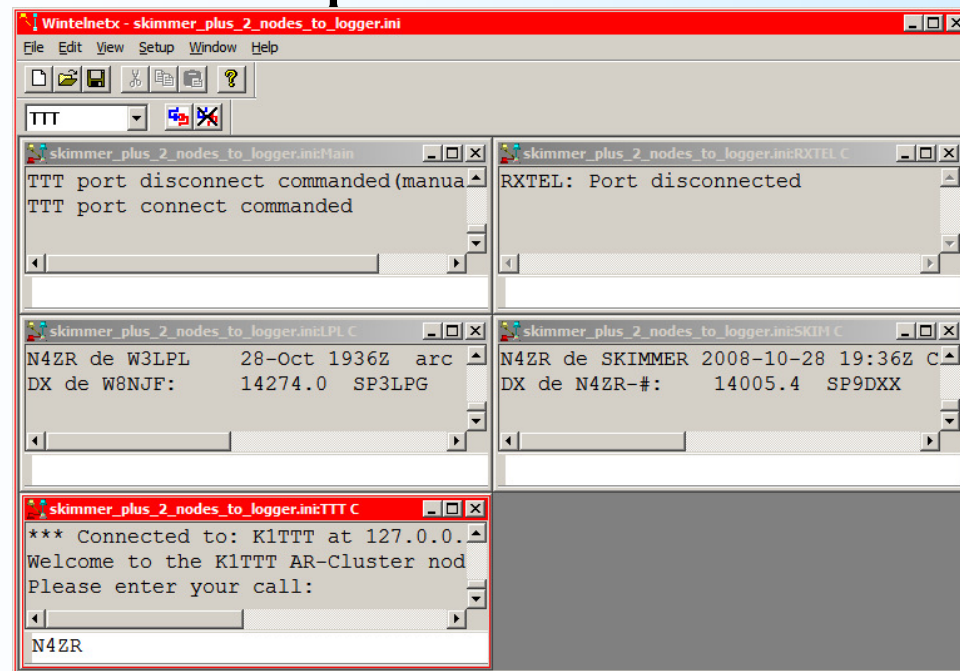 Wintelnetx - skimmer_plus_2_nodes_to_logger.ini
File Edit View Setup Window Help
TTT
skimmer_plus_2_nodes_to_logger.ini:Main
TTT port disconnect commanded(manua
TTT port connect commanded
skimmer_plus_2_nodes_to_logger.ini:RXTEL C
RXTEL: Port disconnected
skimmer_plus_2_nodes_to_logger.ini:LPL C
N4ZR de W3LPL 28-Oct 1936Z arc
DX de W8NJF: 14274.0 SP3LPG
skimmer_plus_2_nodes_to_logger.ini:SKIM C
N4ZR de SKIMMER 2008-10-28 19:36Z C
DX de N4ZR-#: 14005.4 SP9DXX
skimmer_plus_2_nodes_to_logger.ini:TTT C
*** Connected to: K1TTT at 127.0.0.
Welcome to the K1TTT AR-Cluster nod
Please enter your call:
N4ZR